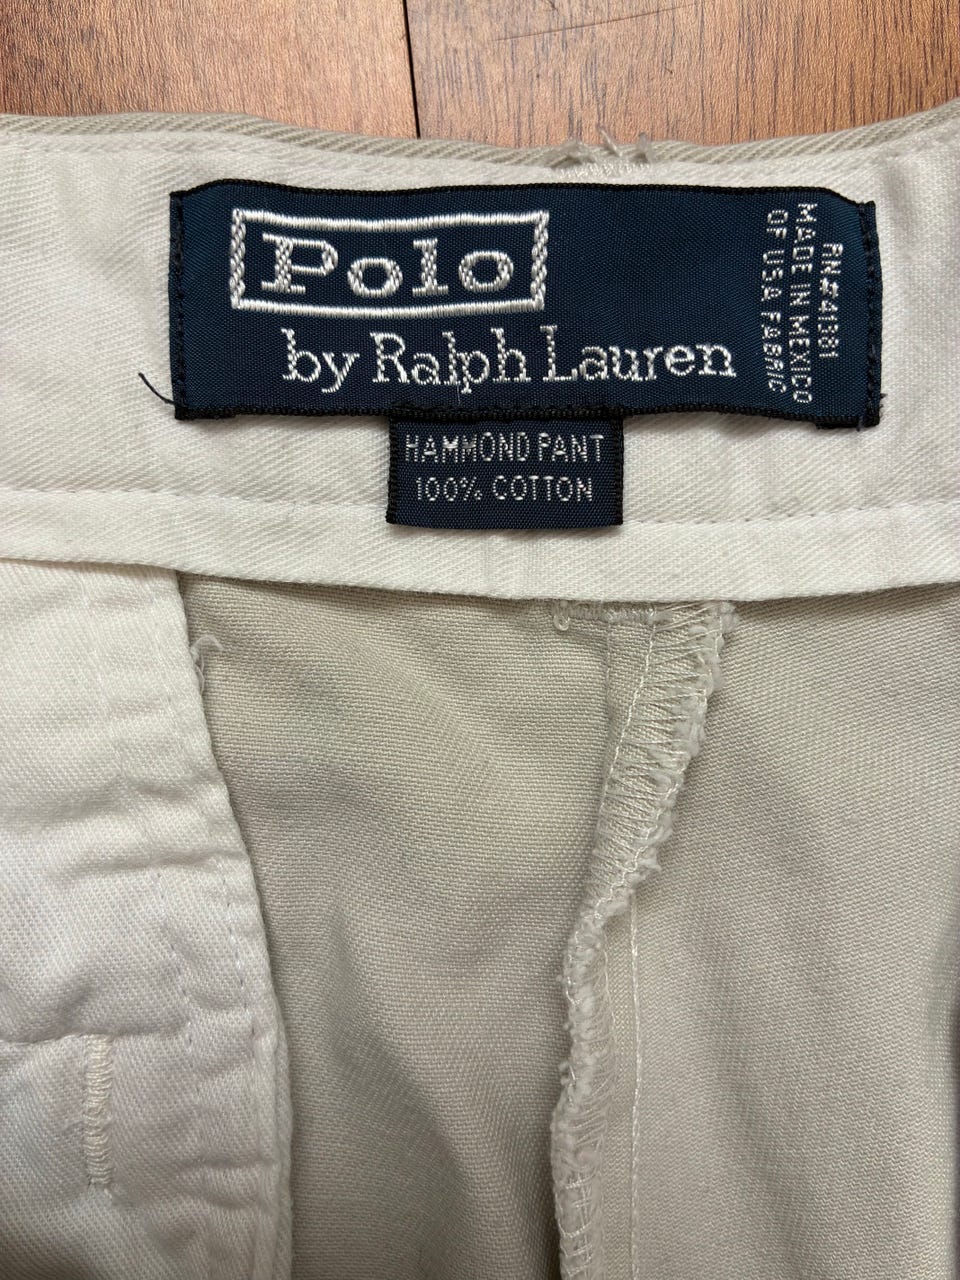 Polo
by Ralph Lauren
RN#41381
MADE IN MEXICO
OF USA FABRIC
HAMMOND PANT
100% COTTON